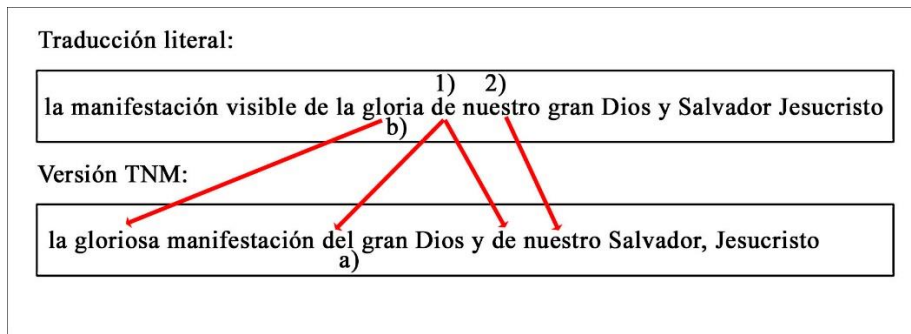 Traducción literal:
1) 2)
la manifestación visible de la gloria de nuestro gran Dios y Salvador Jesucristo
b)
Versión TNM:
la gloriosa manifestación del gran Dios y de nuestro Salvador, Jesucristo
a)